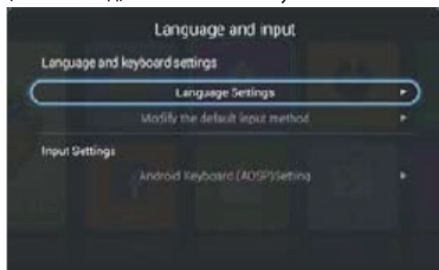 Language and input
Language and keyboard settings
Language Settings
Modify the default input method
Input Settings
Android Keyboard (AOSP)Setting